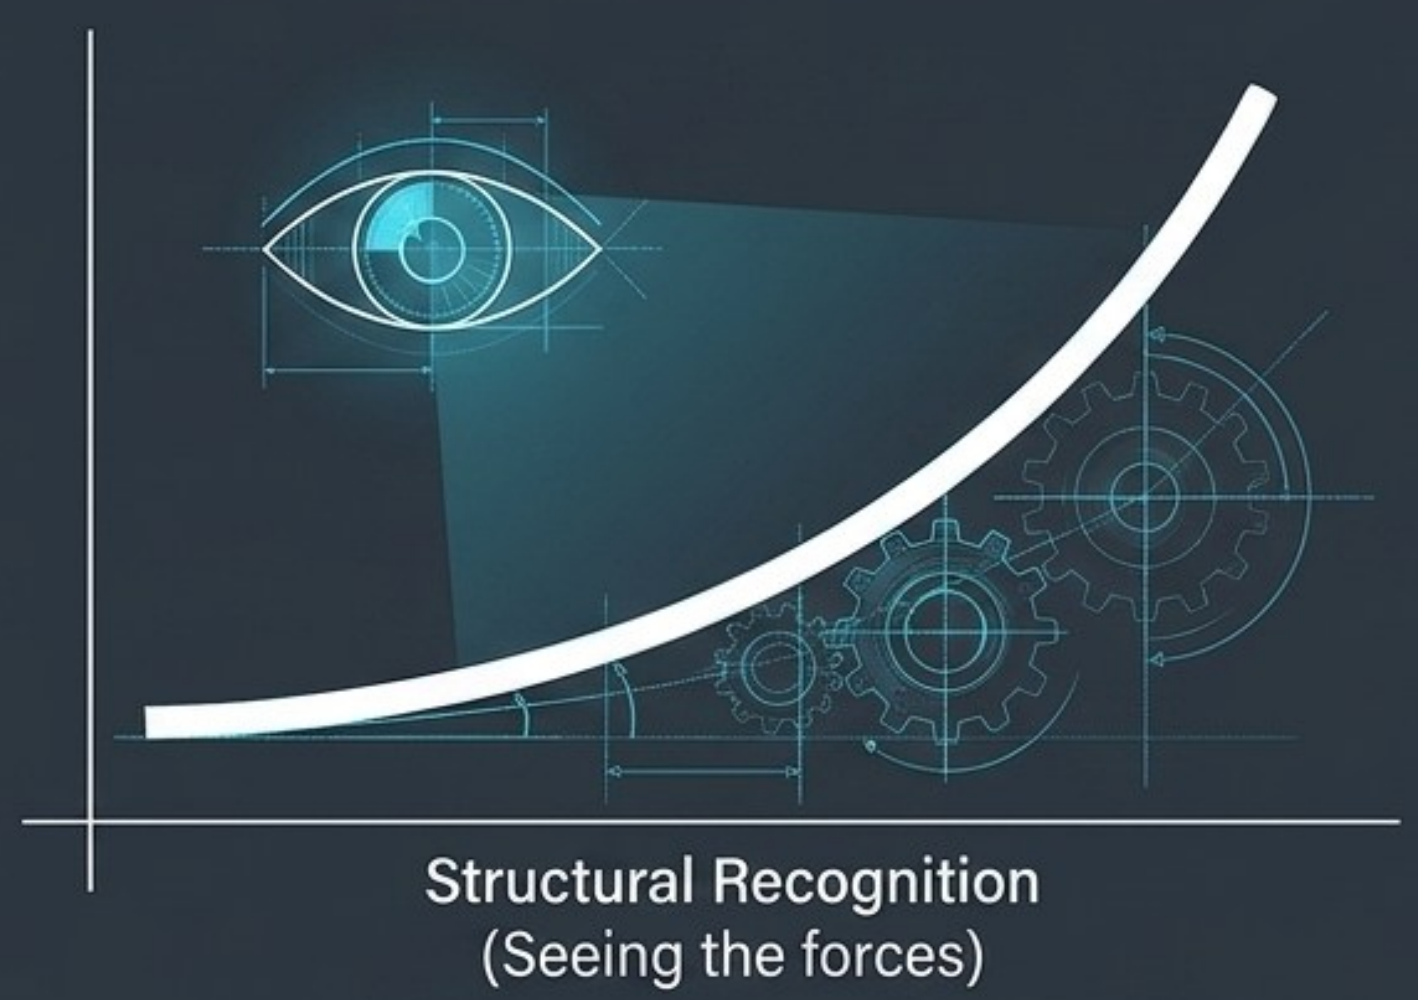 Structural Recognition
(Seeing the forces)